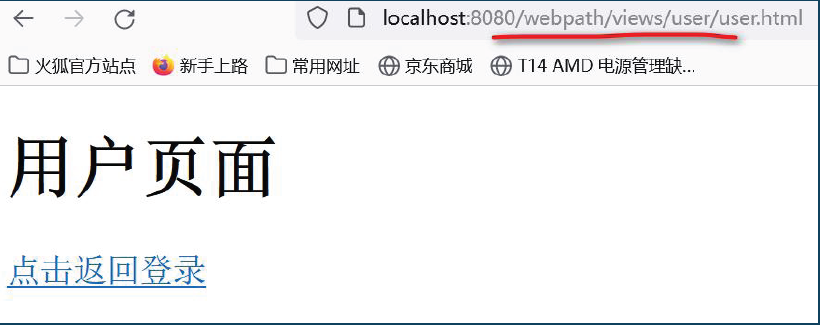 localhost:8080/webpath/views/user/user.html
火狐官方站点 新手上路 常用网址 京东商城 T14 AMD 电源管理缺...
用户页面
点击返回登录